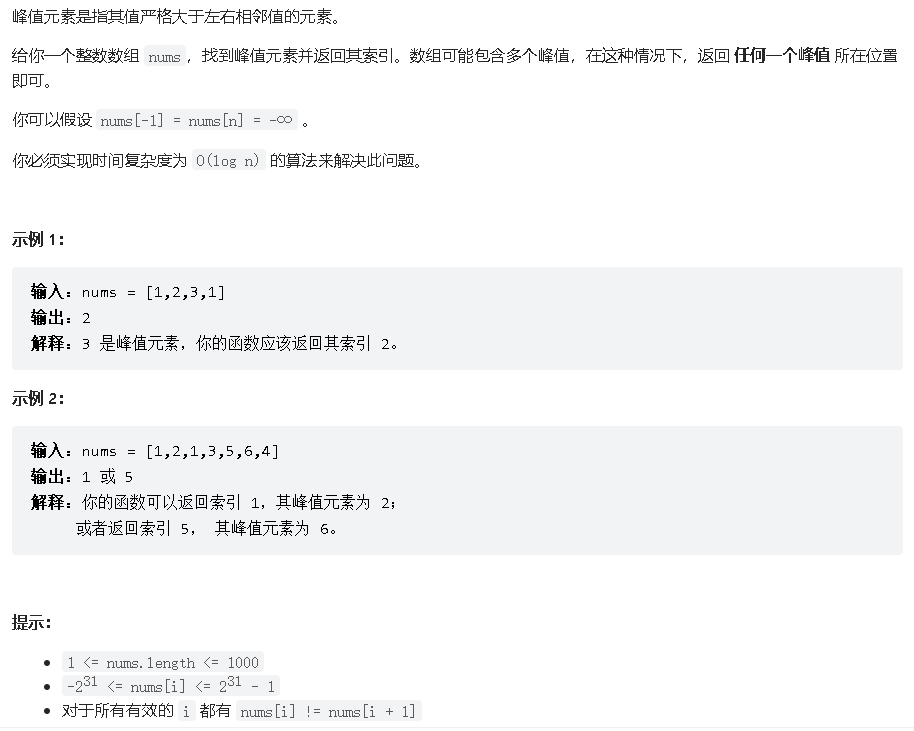 峰值元素是指其值严格大于左右相邻值的元素。
给你一个整数数组 nums，找到峰值元素并返回其索引。数组可能包含多个峰值，在这种情况下，返回 任何一个峰值 所在位置
即可。
你可以假设 nums[-1] = nums[n] = -∞ 。
你必须实现时间复杂度为 O(log n) 的算法来解决此问题。
示例 1：
输入：nums = [1,2,3,1]
输出：2
解释：3 是峰值元素，你的函数应该返回其索引 2。
示例 2：
输入：nums = [1,2,1,3,5,6,4]
输出：1 或 5
解释：你的函数可以返回索引 1，其峰值元素为 2；
或者返回索引 5， 其峰值元素为 6。
提示：
• 1 <= nums.length <= 1000
• -2³¹ <= nums[i] <= 2³¹ - 1
• 对于所有有效的 i 都有 nums[i] != nums[i + 1]